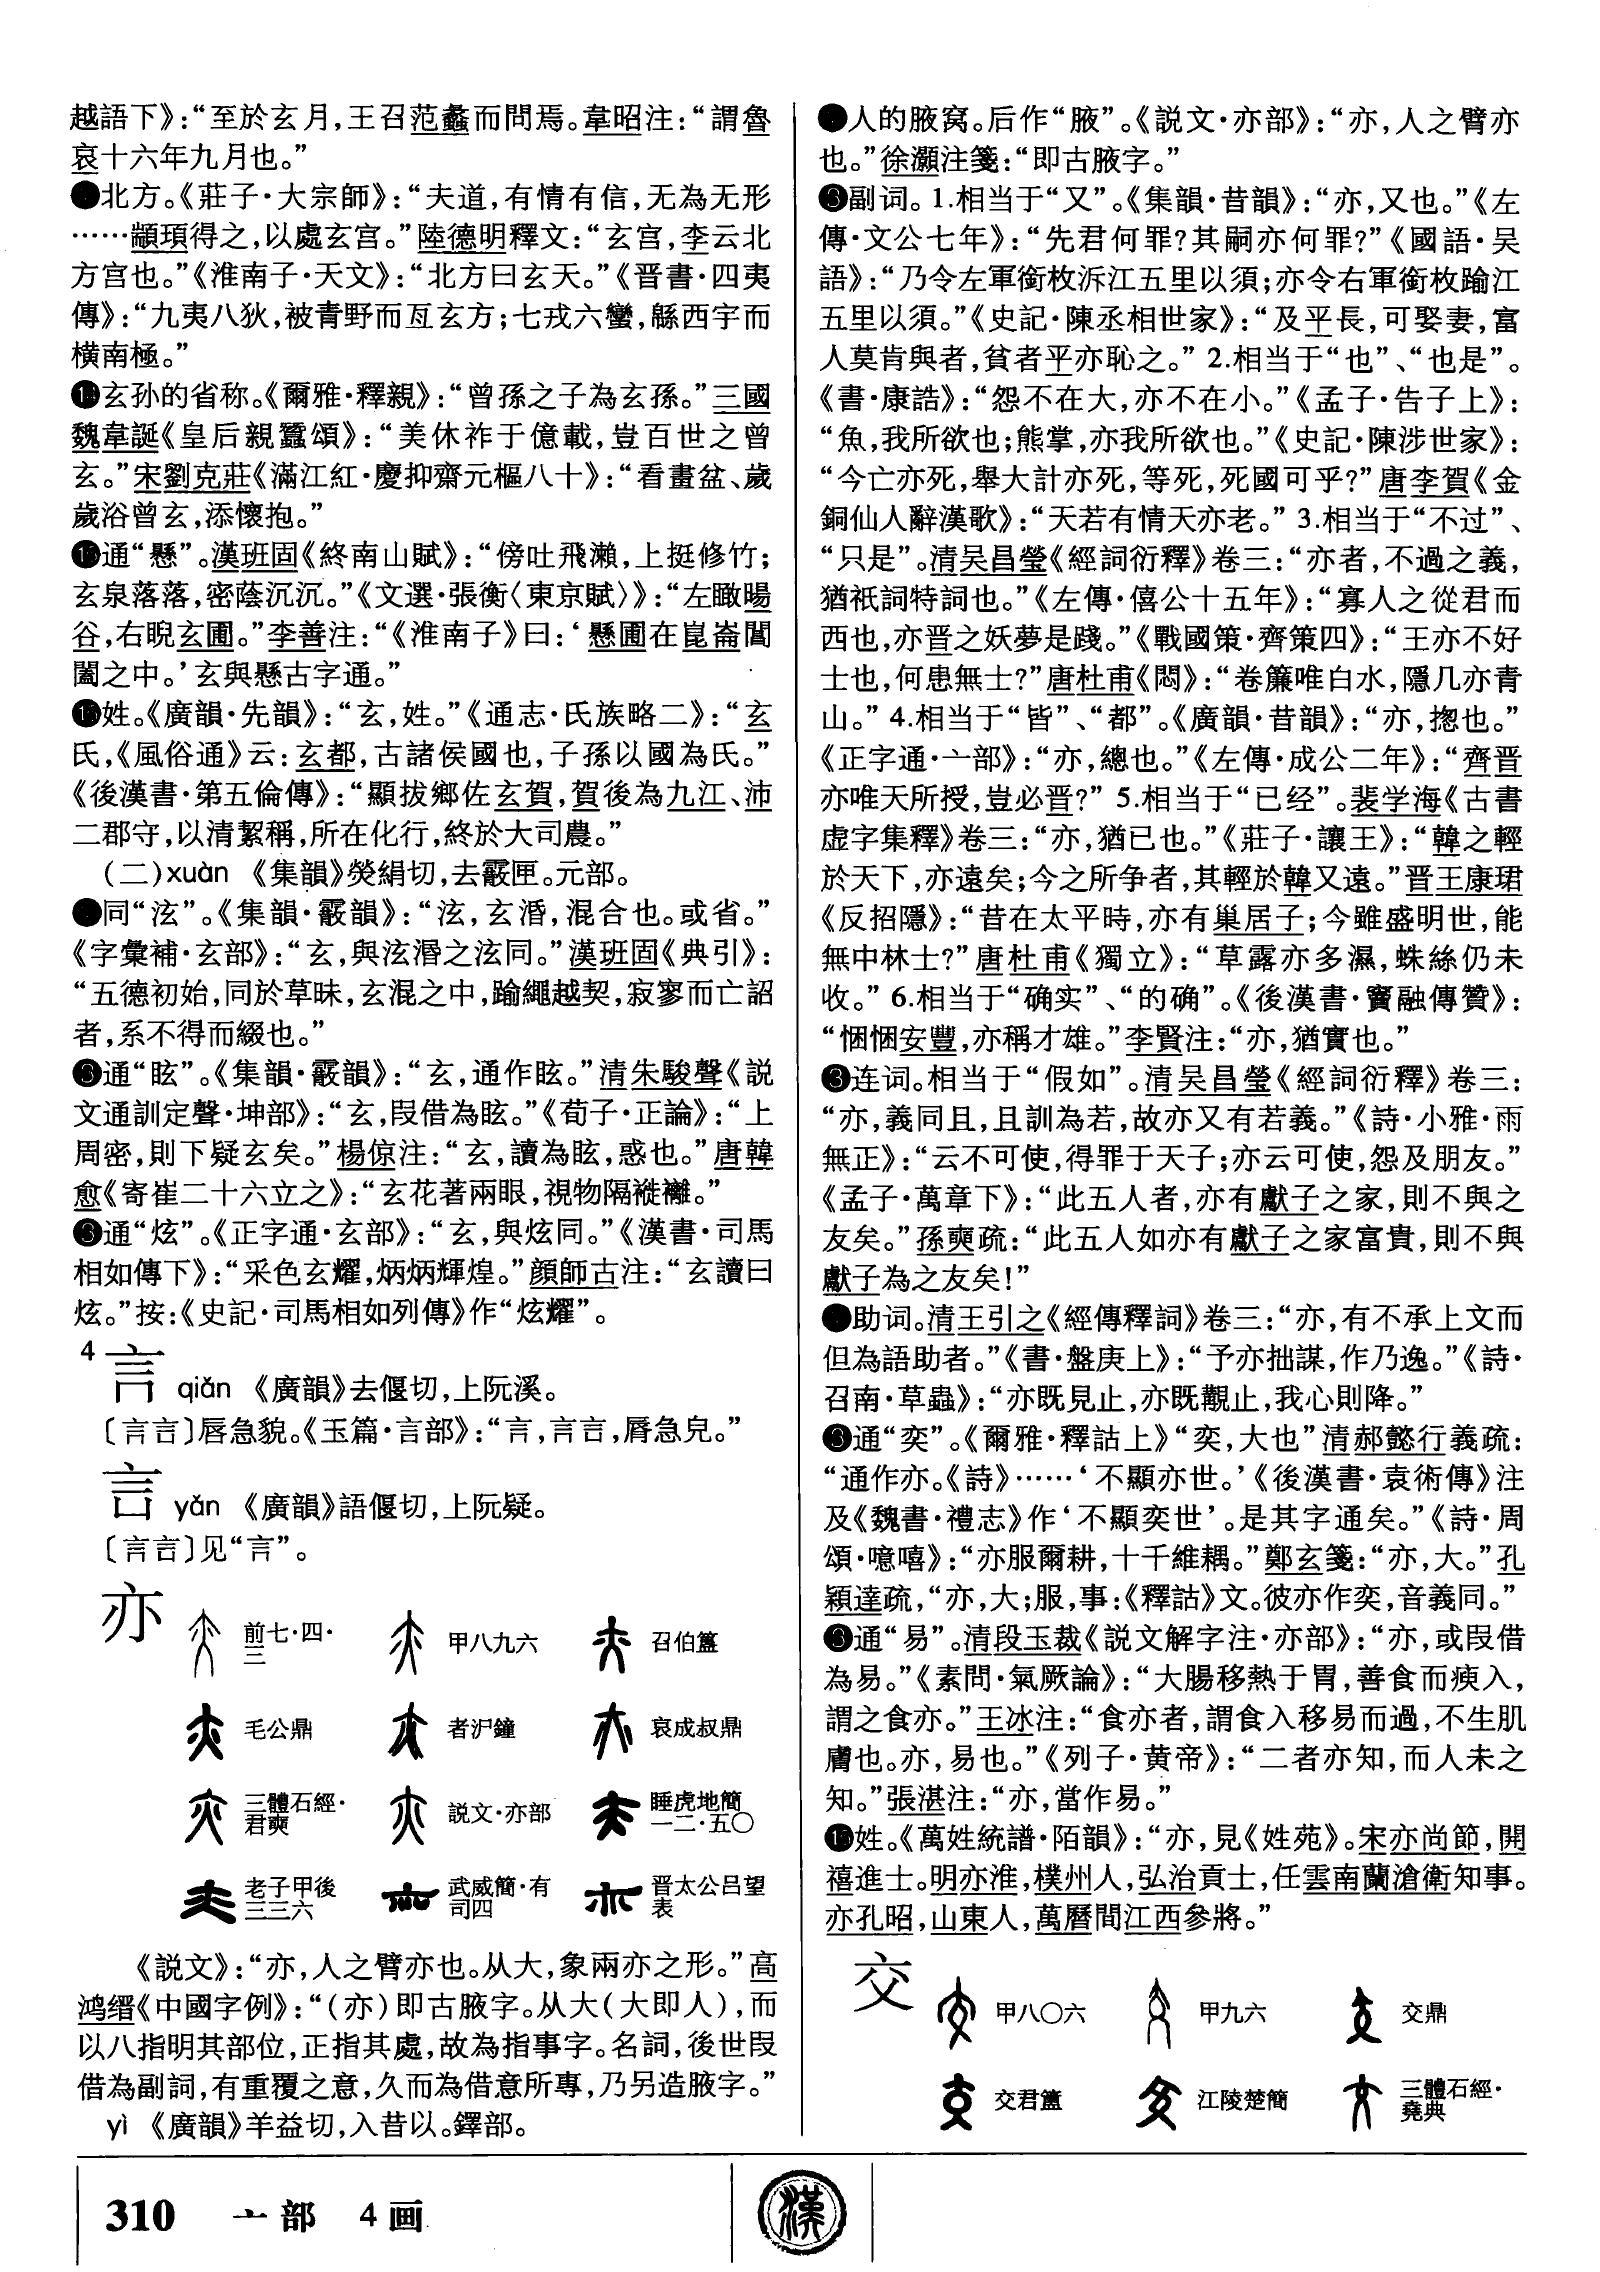 越語下》：“至於玄月，王召范蠡而問焉。韋昭注：“謂魯
哀十六年九月也。”
北方。《莊子·大宗師》：“夫道，有情有信，无為无形
……顓頊得之，以處玄宫。”陸德明釋文：“玄宫，李云北
方宫也。”《淮南子·天文》：“北方曰玄天。”《晋書·四夷
傳》：“九夷八狄，被青野而亙玄方；七戎六蠻，緜西宇而
横南極。”
玄孙的省称。《爾雅·釋親》：“曾孫之子為玄孫。”三國
魏韋誕《皇后親蠶頌》：“美休祚于億載，豈百世之曾
玄。”宋劉克莊《滿江紅·慶抑齋元樞八十》：“看畫盆、歲
歲浴曾玄，添懷抱。”
通“懸”。漢班固《終南山賦》：“傍吐飛瀨，上挺修竹；
玄泉落落，密蔭沉沉。”《文選·張衡〈東京賦〉》：“左瞰暘
谷，右睨玄圃。”李善注：“《淮南子》曰：‘懸圃在崑崙閶
闔之中。’玄與懸古字通。”
姓。《廣韻·先韻》：“玄，姓。”《通志·氏族略二》：“玄
氏，《風俗通》云：玄都，古諸侯國也，子孫以國為氏。”
《後漢書·第五倫傳》：“顯拔鄉佐玄賀，賀後為九江、沛
二郡守，以清絜稱，所在化行，終於大司農。”
（二）xuàn 《集韻》熒絹切，去霰匣。元部。
同“泫”。《集韻·霰韻》：“泫，玄涽，混合也。或省。”
《字彙補·玄部》：“玄，與泫湣之泫同。”漢班固《典引》：
“五德初始，同於草昧，玄混之中，踰繩越契，寂寥而亡詔
者，系不得而綴也。”
❸通“眩”。《集韻·霰韻》：“玄，通作眩。”清朱駿聲《説
文通訓定聲·坤部》：“玄，叚借為眩。”《荀子·正論》：“上
周密，則下疑玄矣。”楊倞注：“玄，讀為眩，惑也。”唐韓
愈《寄崔二十六立之》：“玄花著兩眼，視物隔褷䙰。”
❸通“炫”。《正字通·玄部》：“玄，與炫同。”《漢書·司馬
相如傳下》：“采色玄耀，炳炳輝煌。”顔師古注：“玄讀曰
炫。”按：《史記·司馬相如列傳》作“炫耀”。
4
qiǎn 《廣韻》去偃切，上阮溪。
唇急貌。《玉篇·言部》：“脣急皃。”
yǎn 《廣韻》語偃切，上阮疑。
见
亦
前七·四·三
甲八九六
召伯簋
毛公鼎
者沪鐘
哀成叔鼎
三體石經·君奭
説文·亦部
睡虎地簡一二·五〇
老子甲後三三六
武威簡·有司四
晋太公吕望表
《説文》：“亦，人之臂亦也。从大，象兩亦之形。”高
鸿缙《中國字例》：“（亦）即古腋字。从大（大即人），而
以八指明其部位，正指其處，故為指事字。名詞，後世叚
借為副詞，有重覆之意，久而為借意所專，乃另造腋字。”
yì 《廣韻》羊益切，入昔以。鐸部。
人的腋窝。后作“腋”。《説文·亦部》：“亦，人之臂亦
也。”徐灝注箋：“即古腋字。”
❸副词。1.相当于“又”。《集韻·昔韻》：“亦，又也。”《左
傳·文公七年》：“先君何罪？其嗣亦何罪？”《國語·吴
語》：“乃令左軍銜枚泝江五里以須；亦令右軍銜枚踰江
五里以須。”《史記·陳丞相世家》：“及平長，可娶妻，富
人莫肯與者，貧者平亦恥之。” 2.相当于“也”、“也是”。
《書·康誥》：“怨不在大，亦不在小。”《孟子·告子上》：
“魚，我所欲也；熊掌，亦我所欲也。”《史記·陳涉世家》：
“今亡亦死，舉大計亦死，等死，死國可乎？”唐李賀《金
銅仙人辭漢歌》：“天若有情天亦老。” 3.相当于“不过”、
“只是”。清吴昌瑩《經詞衍釋》卷三：“亦者，不過之義，
猶衹詞特詞也。”《左傳·僖公十五年》：“寡人之從君而
西也，亦晋之妖夢是踐。”《戰國策·齊策四》：“王亦不好
士也，何患無士？”唐杜甫《悶》：“卷簾唯白水，隱几亦青
山。” 4.相当于“皆”、“都”。《廣韻·昔韻》：“亦，揔也。”
《正字通·亠部》：“亦，總也。”《左傳·成公二年》：“齊晋
亦唯天所授，豈必晋？” 5.相当于“已经”。裴学海《古書
虚字集釋》卷三：“亦，猶已也。”《莊子·讓王》：“韓之輕
於天下，亦遠矣；今之所争者，其輕於韓又遠。”晋王康琚
《反招隱》：“昔在太平時，亦有巢居子；今雖盛明世，能
無中林士？”唐杜甫《獨立》：“草露亦多濕，蛛絲仍未
收。” 6.相当于“确实”、“的确”。《後漢書·竇融傳贊》：
“悃悃安豐，亦稱才雄。”李賢注：“亦，猶實也。”
❸连词。相当于“假如”。清吴昌瑩《經詞衍釋》卷三：
“亦，義同且，且訓為若，故亦又有若義。”《詩·小雅·雨
無正》：“云不可使，得罪于天子；亦云可使，怨及朋友。”
《孟子·萬章下》：“此五人者，亦有獻子之家，則不與之
友矣。”孫奭疏：“此五人如亦有獻子之家富貴，則不與
獻子為之友矣！”
助词。清王引之《經傳釋詞》卷三：“亦，有不承上文而
但為語助者。”《書·盤庚上》：“予亦拙謀，作乃逸。”《詩·
召南·草蟲》：“亦既見止，亦既觀止，我心則降。”
❸通“奕”。《爾雅·釋詁上》“奕，大也”清郝懿行義疏：
“通作亦。《詩》……‘不顯亦世。’《後漢書·袁術傳》注
及《魏書·禮志》作‘不顯奕世’。是其字通矣。”《詩·周
頌·噫嘻》：“亦服爾耕，十千維耦。”鄭玄箋：“亦，大。”孔
穎達疏，“亦，大；服，事：《釋詁》文。彼亦作奕，音義同。”
❸通“易”。清段玉裁《説文解字注·亦部》：“亦，或叚借
為易。”《素問·氣厥論》：“大腸移熱于胃，善食而瘐入，
謂之食亦。”王冰注：“食亦者，謂食入移易而過，不生肌
膚也。亦，易也。”《列子·黄帝》：“二者亦知，而人未之
知。”張湛注：“亦，當作易。”
姓。《萬姓統譜·陌韻》：“亦，見《姓苑》。宋亦尚節，開
禧進士。明亦淮，樸州人，弘治貢士，任雲南蘭滄衛知事。
亦孔昭，山東人，萬曆間江西參將。”
交
甲八〇六
甲九六
交鼎
交君簠
江陵楚簡
三體石經·堯典
310 亠部 4画
漢